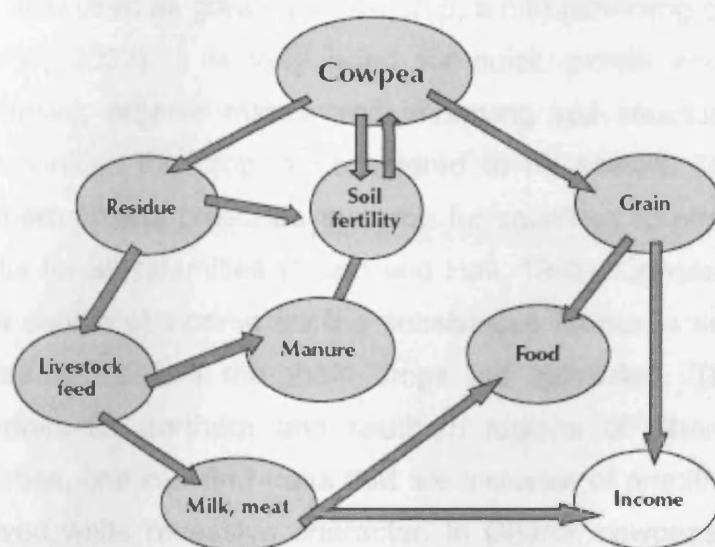 Cowpea
Residue
Soil
fertility
Grain
Livestock
feed
Manure
Food
Milk, meat
Income